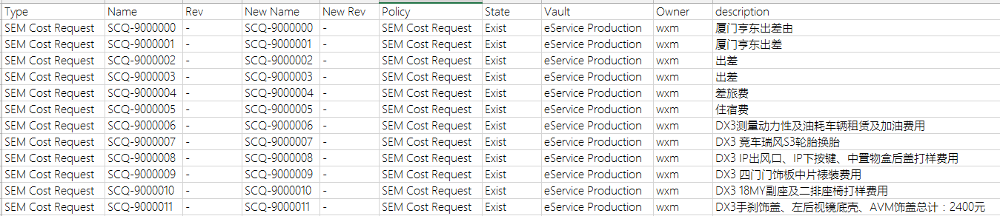 Type Name Rev New Name New Rev Policy State Vault Owner description
SEM Cost Request SCQ-9000000 - SCQ-9000000 - SEM Cost Request Exist eService Production wxm 厦门亨东出差由
SEM Cost Request SCQ-9000001 - SCQ-9000001 - SEM Cost Request Exist eService Production wxm 厦门亨东出差
SEM Cost Request SCQ-9000002 - SCQ-9000002 - SEM Cost Request Exist eService Production wxm 出差
SEM Cost Request SCQ-9000003 - SCQ-9000003 - SEM Cost Request Exist eService Production wxm 出差
SEM Cost Request SCQ-9000004 - SCQ-9000004 - SEM Cost Request Exist eService Production wxm 差旅费
SEM Cost Request SCQ-9000005 - SCQ-9000005 - SEM Cost Request Exist eService Production wxm 住宿费
SEM Cost Request SCQ-9000006 - SCQ-9000006 - SEM Cost Request Exist eService Production wxm DX3测量动力性及油耗车辆租赁及加油费用
SEM Cost Request SCQ-9000007 - SCQ-9000007 - SEM Cost Request Exist eService Production wxm DX3 竞车瑞风S3轮胎换胎
SEM Cost Request SCQ-9000008 - SCQ-9000008 - SEM Cost Request Exist eService Production wxm DX3 IP出风口、IP下按键、中置物盒后盖打样费用
SEM Cost Request SCQ-9000009 - SCQ-9000009 - SEM Cost Request Exist eService Production wxm DX3 四门门饰板中片裱装费用
SEM Cost Request SCQ-9000010 - SCQ-9000010 - SEM Cost Request Exist eService Production wxm DX3 18MY副座及二排座椅打样费用
SEM Cost Request SCQ-9000011 - SCQ-9000011 - SEM Cost Request Exist eService Production wxm DX3手刹饰盖、左后视镜底壳、AVM饰盖总计：2400元